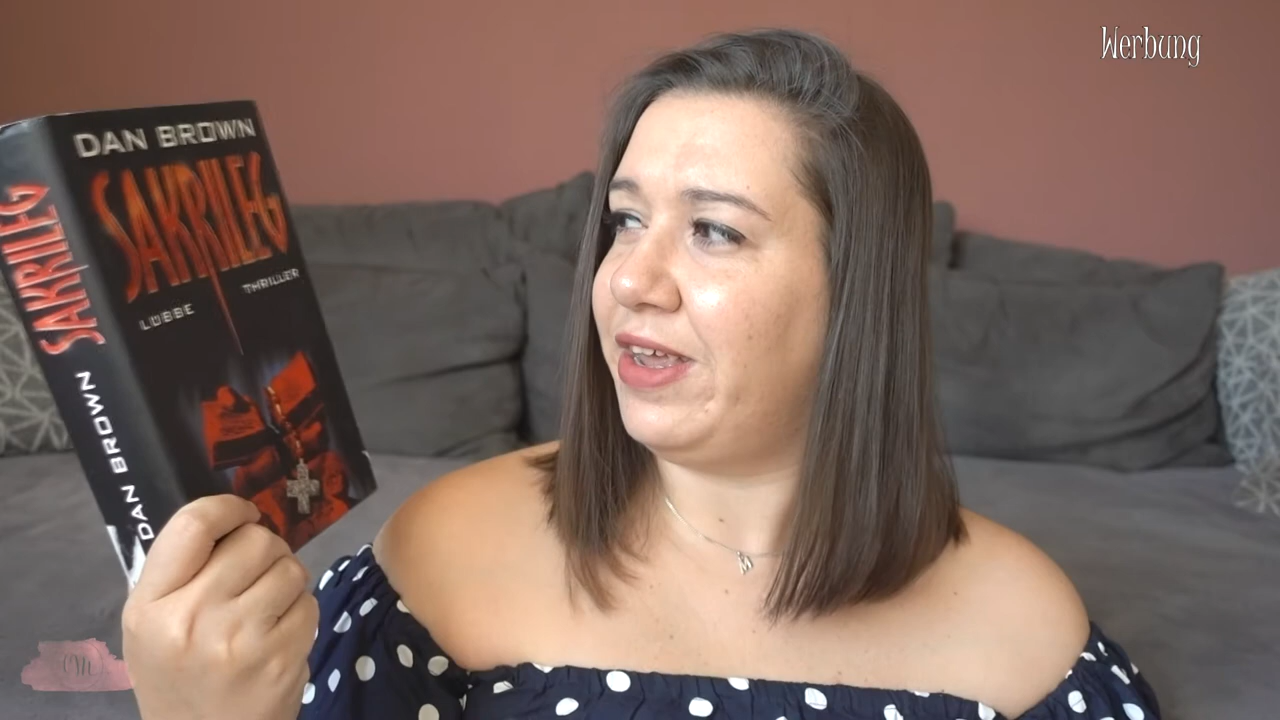 Werbung
DAN BROWN
SAKRILEG
THRILLER
LÜBBE
SAKRILEG
DAN BROWN
M